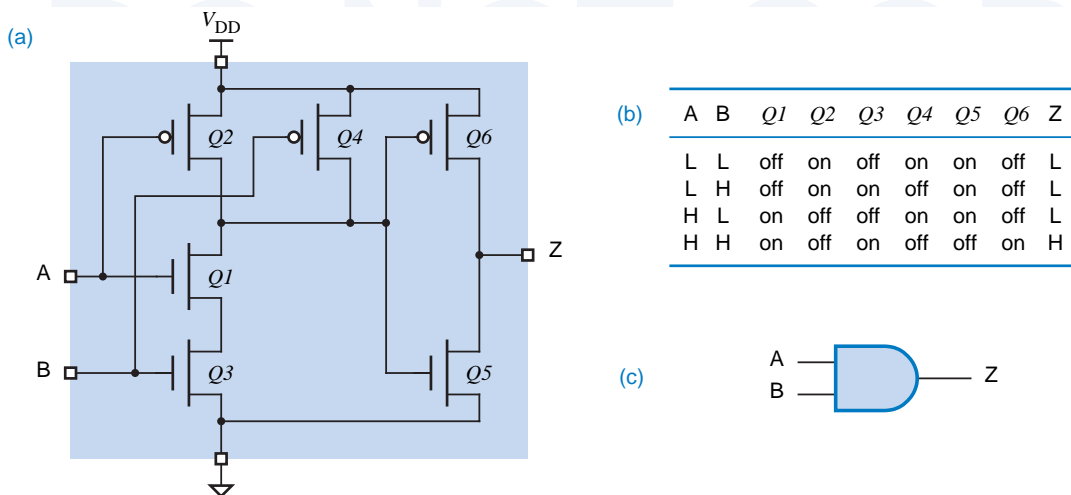 (a)
V_DD
Q2
Q4
Q6
A
Q1
Z
B
Q3
Q5
(b)
A B Q1 Q2 Q3 Q4 Q5 Q6 Z
L L off on off on on off L
L H off on on off on off L
H L on off off on on off L
H H on off on off off on H
(c)
A
B
Z